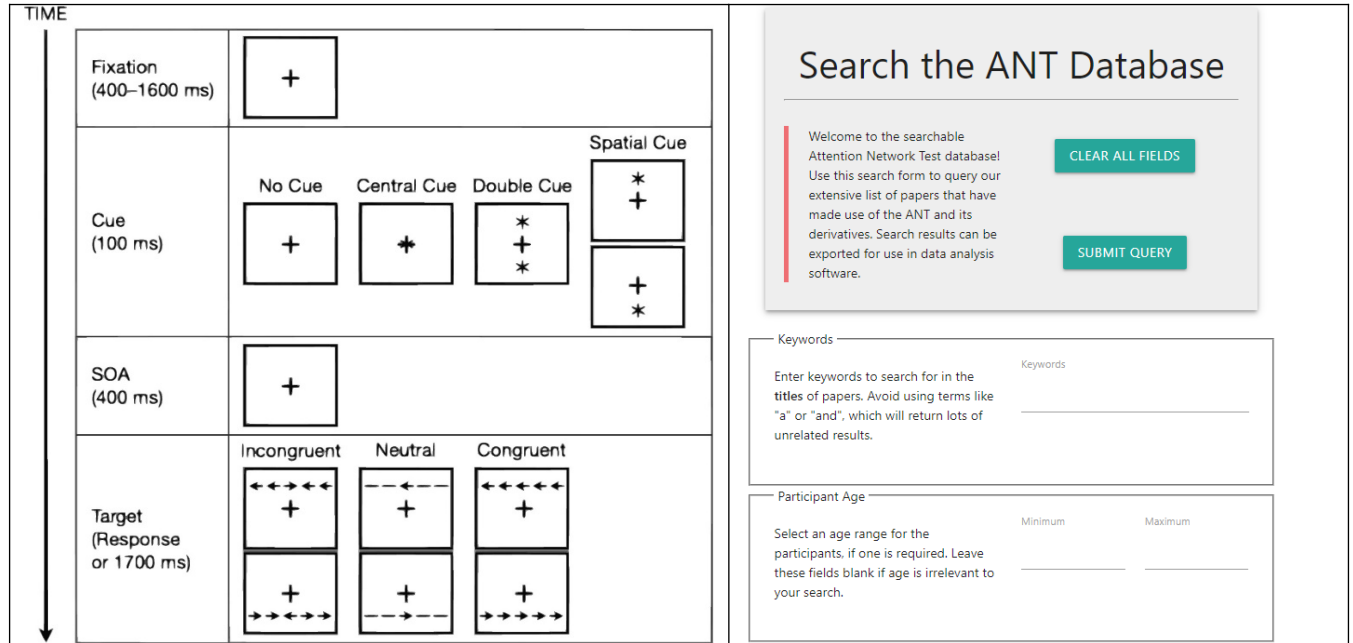 TIME
Fixation
(400–1600 ms)
Cue
(100 ms)
No Cue
Central Cue
Double Cue
Spatial Cue
SOA
(400 ms)
Target
(Response
or 1700 ms)
Incongruent
Neutral
Congruent
Search the ANT Database
Welcome to the searchable
Attention Network Test database!
Use this search form to query our
extensive list of papers that have
made use of the ANT and its
derivatives. Search results can be
exported for use in data analysis
software.
CLEAR ALL FIELDS
SUBMIT QUERY
Keywords
Enter keywords to search for in the
titles of papers. Avoid using terms like
"a" or "and", which will return lots of
unrelated results.
Keywords
Participant Age
Select an age range for the
participants, if one is required. Leave
these fields blank if age is irrelevant to
your search.
Minimum
Maximum